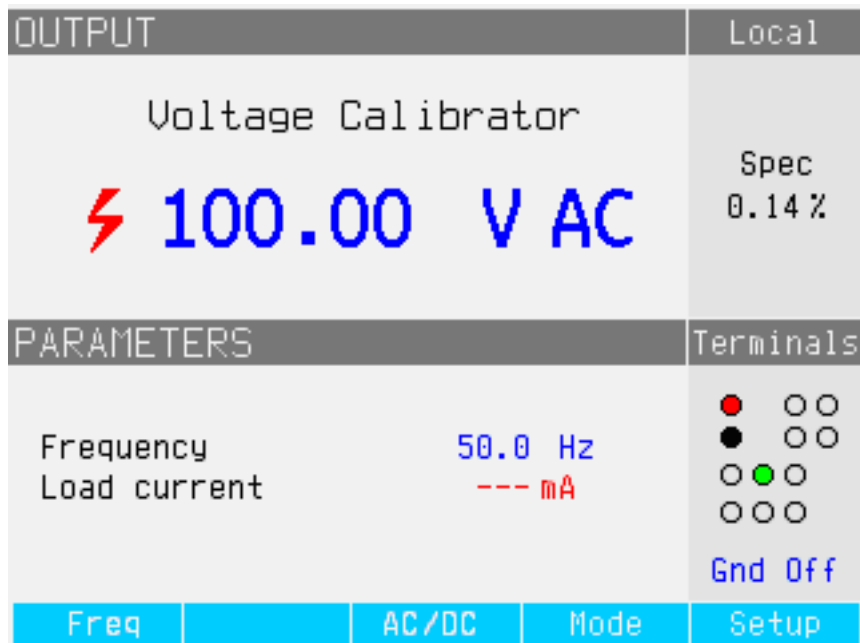 OUTPUT Local
Voltage Calibrator
Spec
0.14%
100.00 V AC
PARAMETERS Terminals
Frequency 50.0 Hz
Load current --- mA
Gnd Off
Freq AC/DC Mode Setup